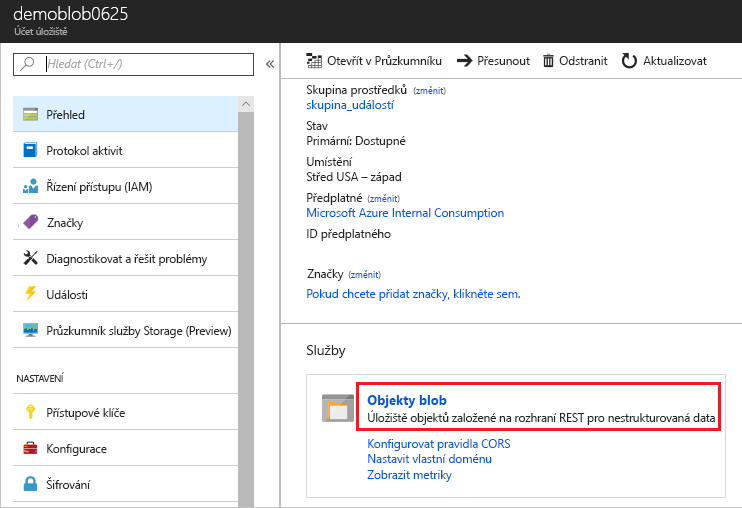 demoblob0625
Účet úložiště
Hledat (Ctrl+/)
«
Přehled
Protokol aktivit
Řízení přístupu (IAM)
Značky
Diagnostikovat a řešit problémy
Události
Průzkumník služby Storage (Preview)
NASTAVENÍ
Přístupové klíče
Konfigurace
Šifrování
Otevřít v Průzkumníku Přesunout Odstranit Aktualizovat
Skupina prostředků (změnit)
skupina_událostí
Stav
Primární: Dostupné
Umístění
Střed USA – západ
Předplatné (změnit)
Microsoft Azure Internal Consumption
ID předplatného
Značky (změnit)
Pokud chcete přidat značky, klikněte sem.
Služby
Objekty blob
Úložiště objektů založené na rozhraní REST pro nestrukturovaná data
Konfigurovat pravidla CORS
Nastavit vlastní doménu
Zobrazit metriky